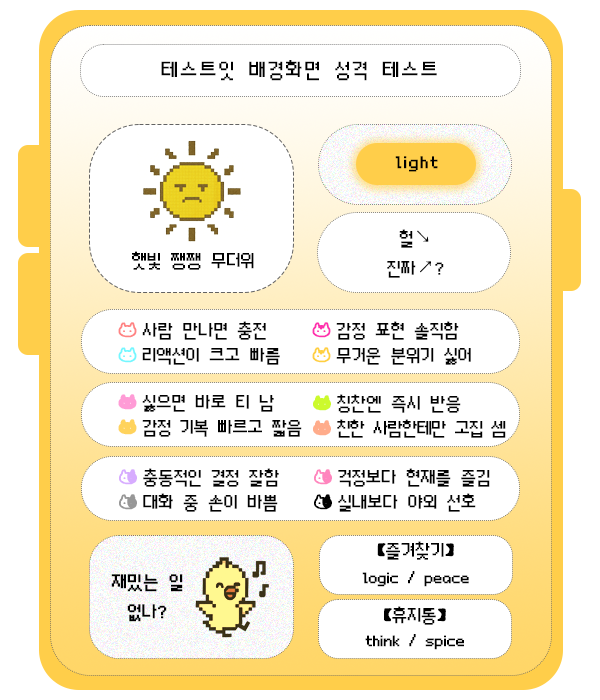 테스트잇 배경화면 성격 테스트
햇빛 쨍쨍 무더위
light
헐↘
진짜↗?
사람 만나면 충전
감정 표현 솔직함
리액션이 크고 빠름
무거운 분위기 싫어
싫으면 바로 티 남
칭찬엔 즉시 반응
감정 기복 빠르고 짧음
친한 사람한테만 고집 셈
충동적인 결정 잘함
걱정보다 현재를 즐김
대화 중 손이 바쁨
실내보다 야외 선호
재밌는 일
없나?
【즐겨찾기】
logic / peace
【휴지통】
think / spice